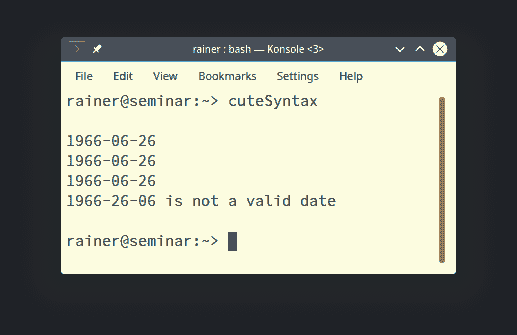 rainer : bash — Konsole <3>
File Edit View Bookmarks Settings Help
rainer@seminar:~> cuteSyntax
1966-06-26
1966-06-26
1966-06-26
1966-26-06 is not a valid date
rainer@seminar:~>